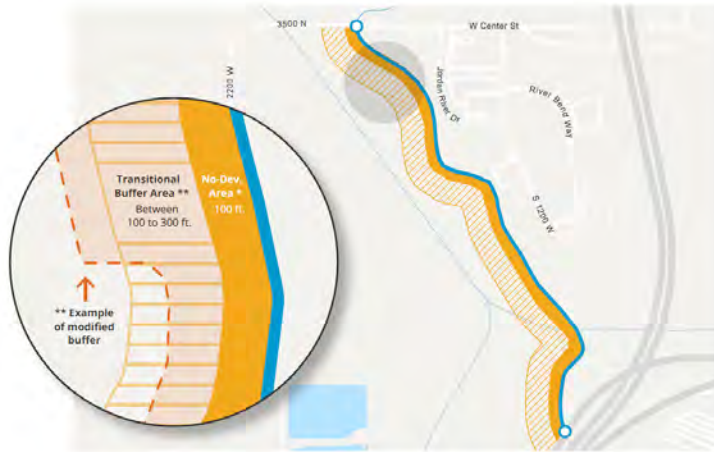 3500 N
W Center St
Jordan River Dr
River Bend Way
S 1200 W
2200 W
Transitional
Buffer Area **
Between
100 to 300 ft.
No-Dev.
Area *
100 ft.
** Example
of modified
buffer